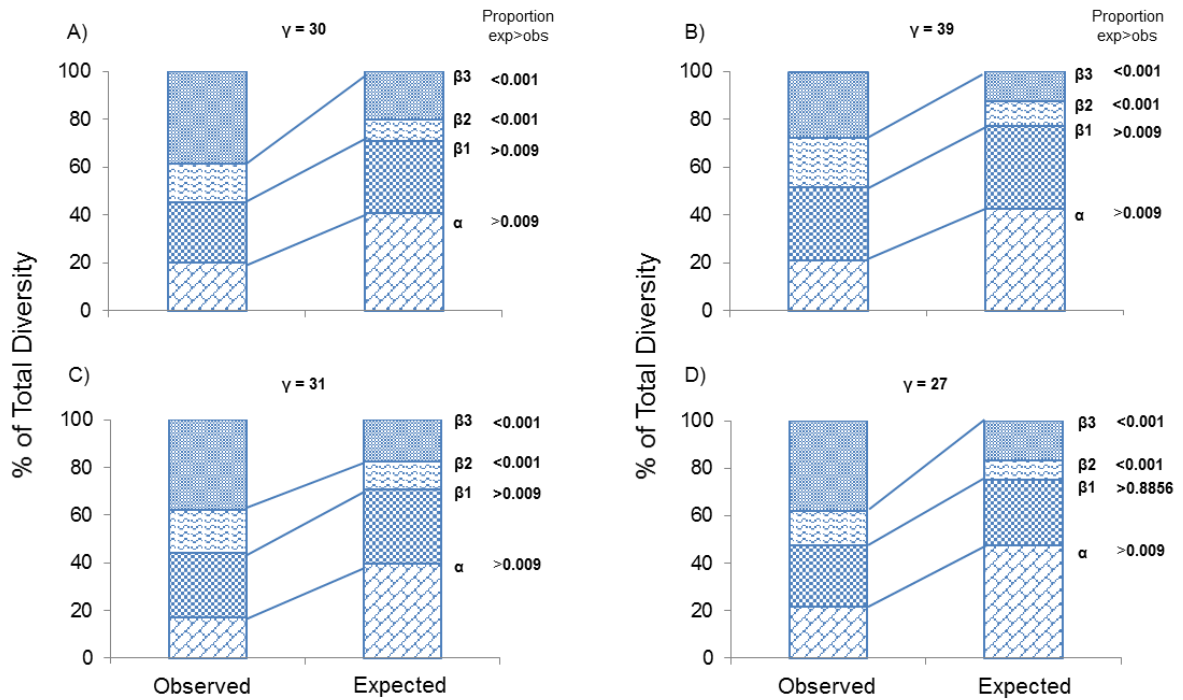 A)
γ = 30
Proportion
exp>obs
100
80
60
40
20
0
β3 <0.001
β2 <0.001
β1 >0.009
α >0.009
B)
γ = 39
Proportion
exp>obs
100
80
60
40
20
0
β3 <0.001
β2 <0.001
β1 >0.009
α >0.009
% of Total Diversity
% of Total Diversity
C)
γ = 31
100
80
60
40
20
0
β3 <0.001
β2 <0.001
β1 >0.009
α >0.009
Observed Expected
D)
γ = 27
100
80
60
40
20
0
β3 <0.001
β2 <0.001
β1 >0.8856
α >0.009
Observed Expected